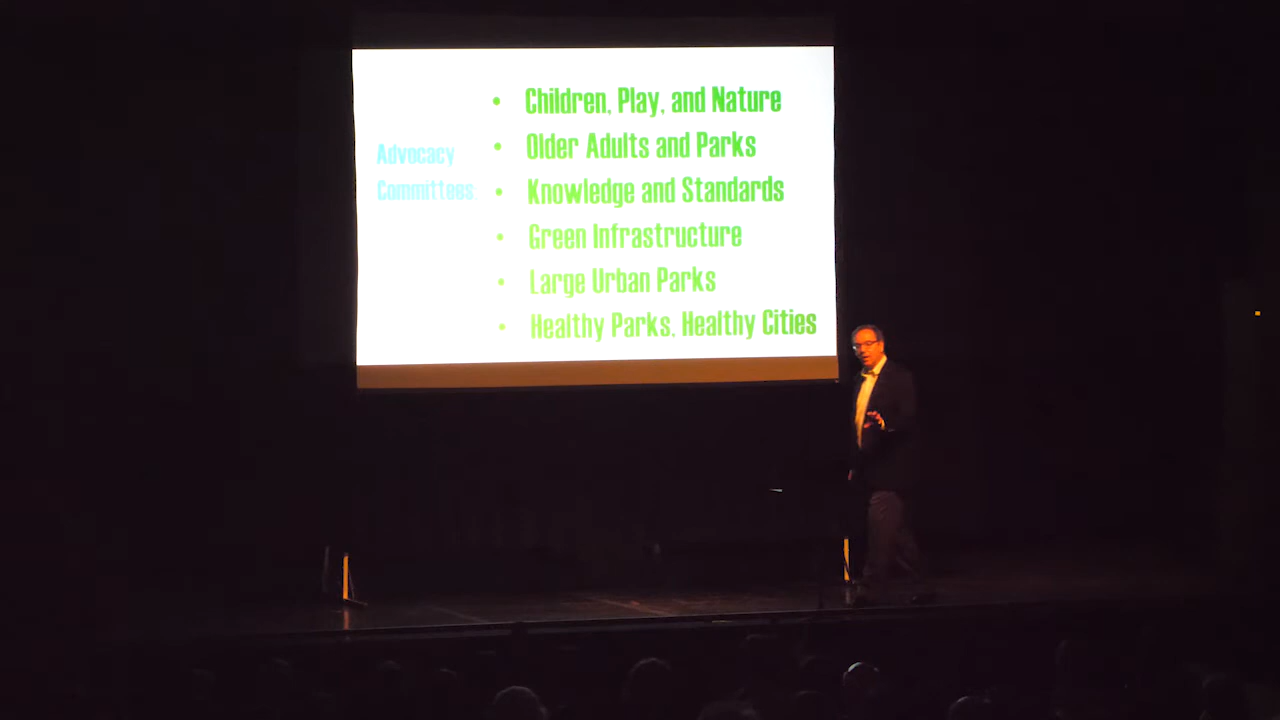 Advocacy
Committees
• Children, Play, and Nature
• Older Adults and Parks
• Knowledge and Standards
• Green Infrastructure
• Large Urban Parks
• Healthy Parks, Healthy Cities